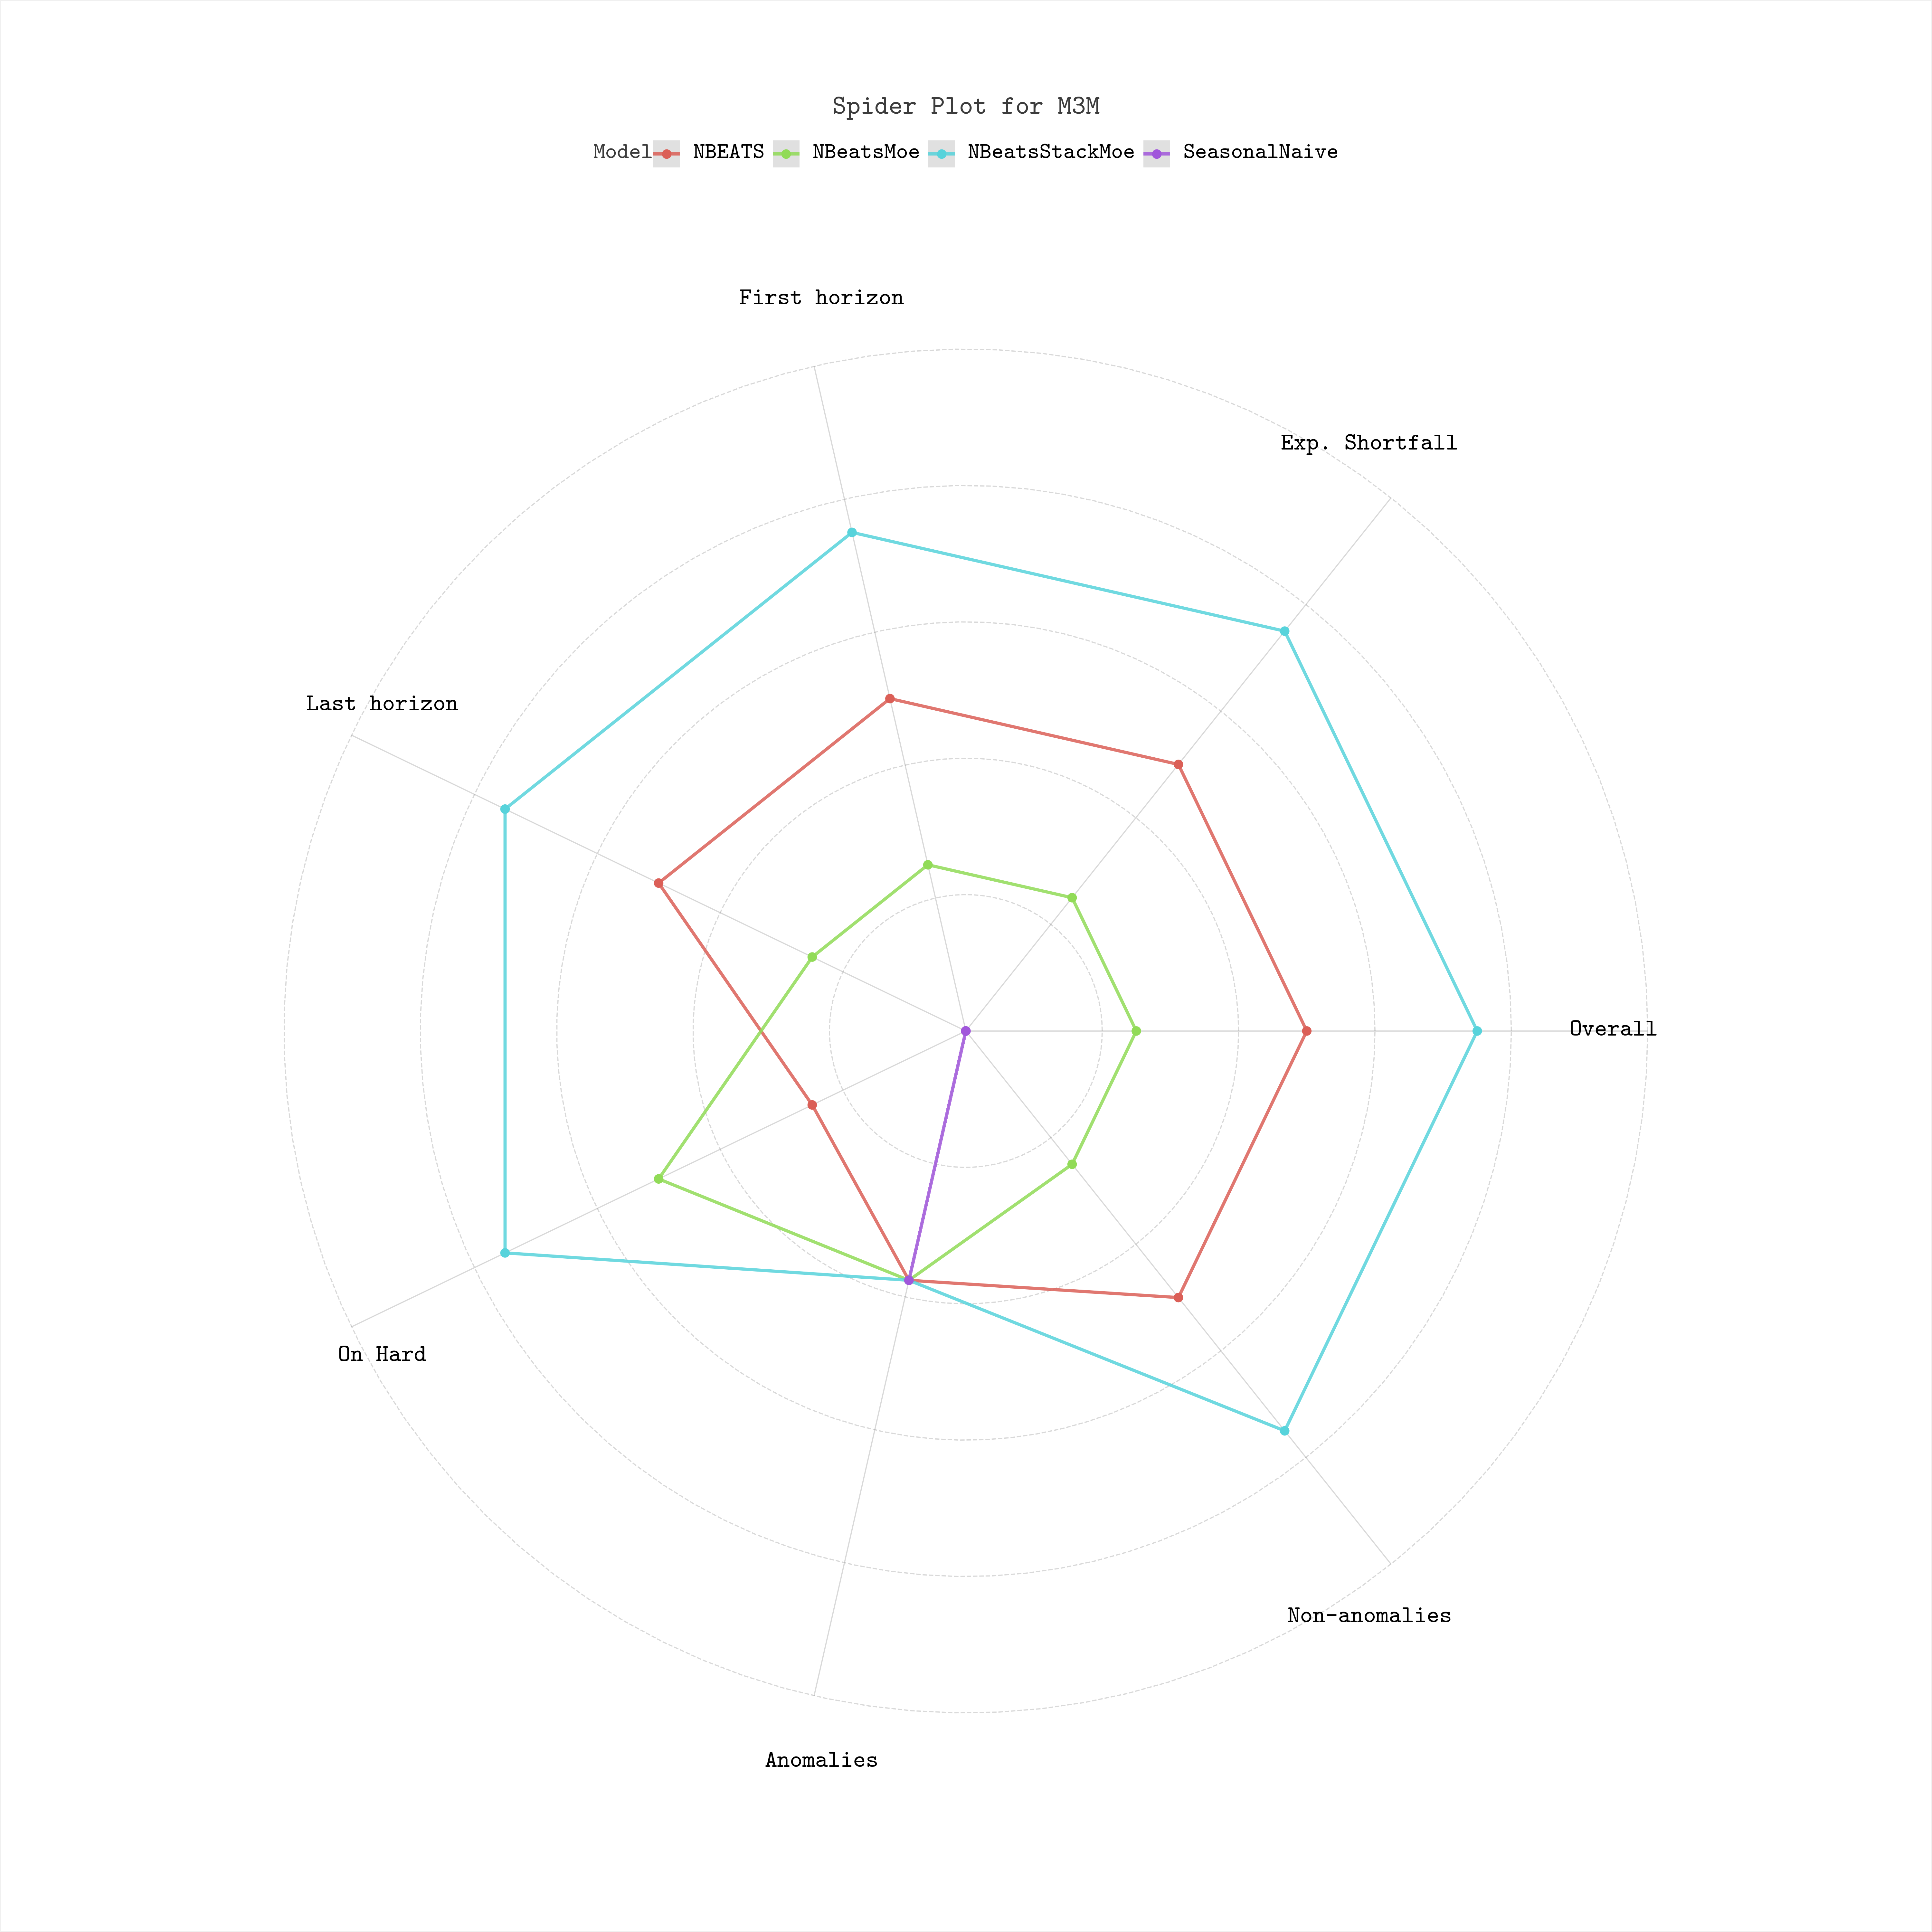 Spider Plot for M3M
Model NBEATS NBeatsMoe NBeatsStackMoe SeasonalNaive
First horizon
Exp. Shortfall
Last horizon
Overall
On Hard
Non-anomalies
Anomalies